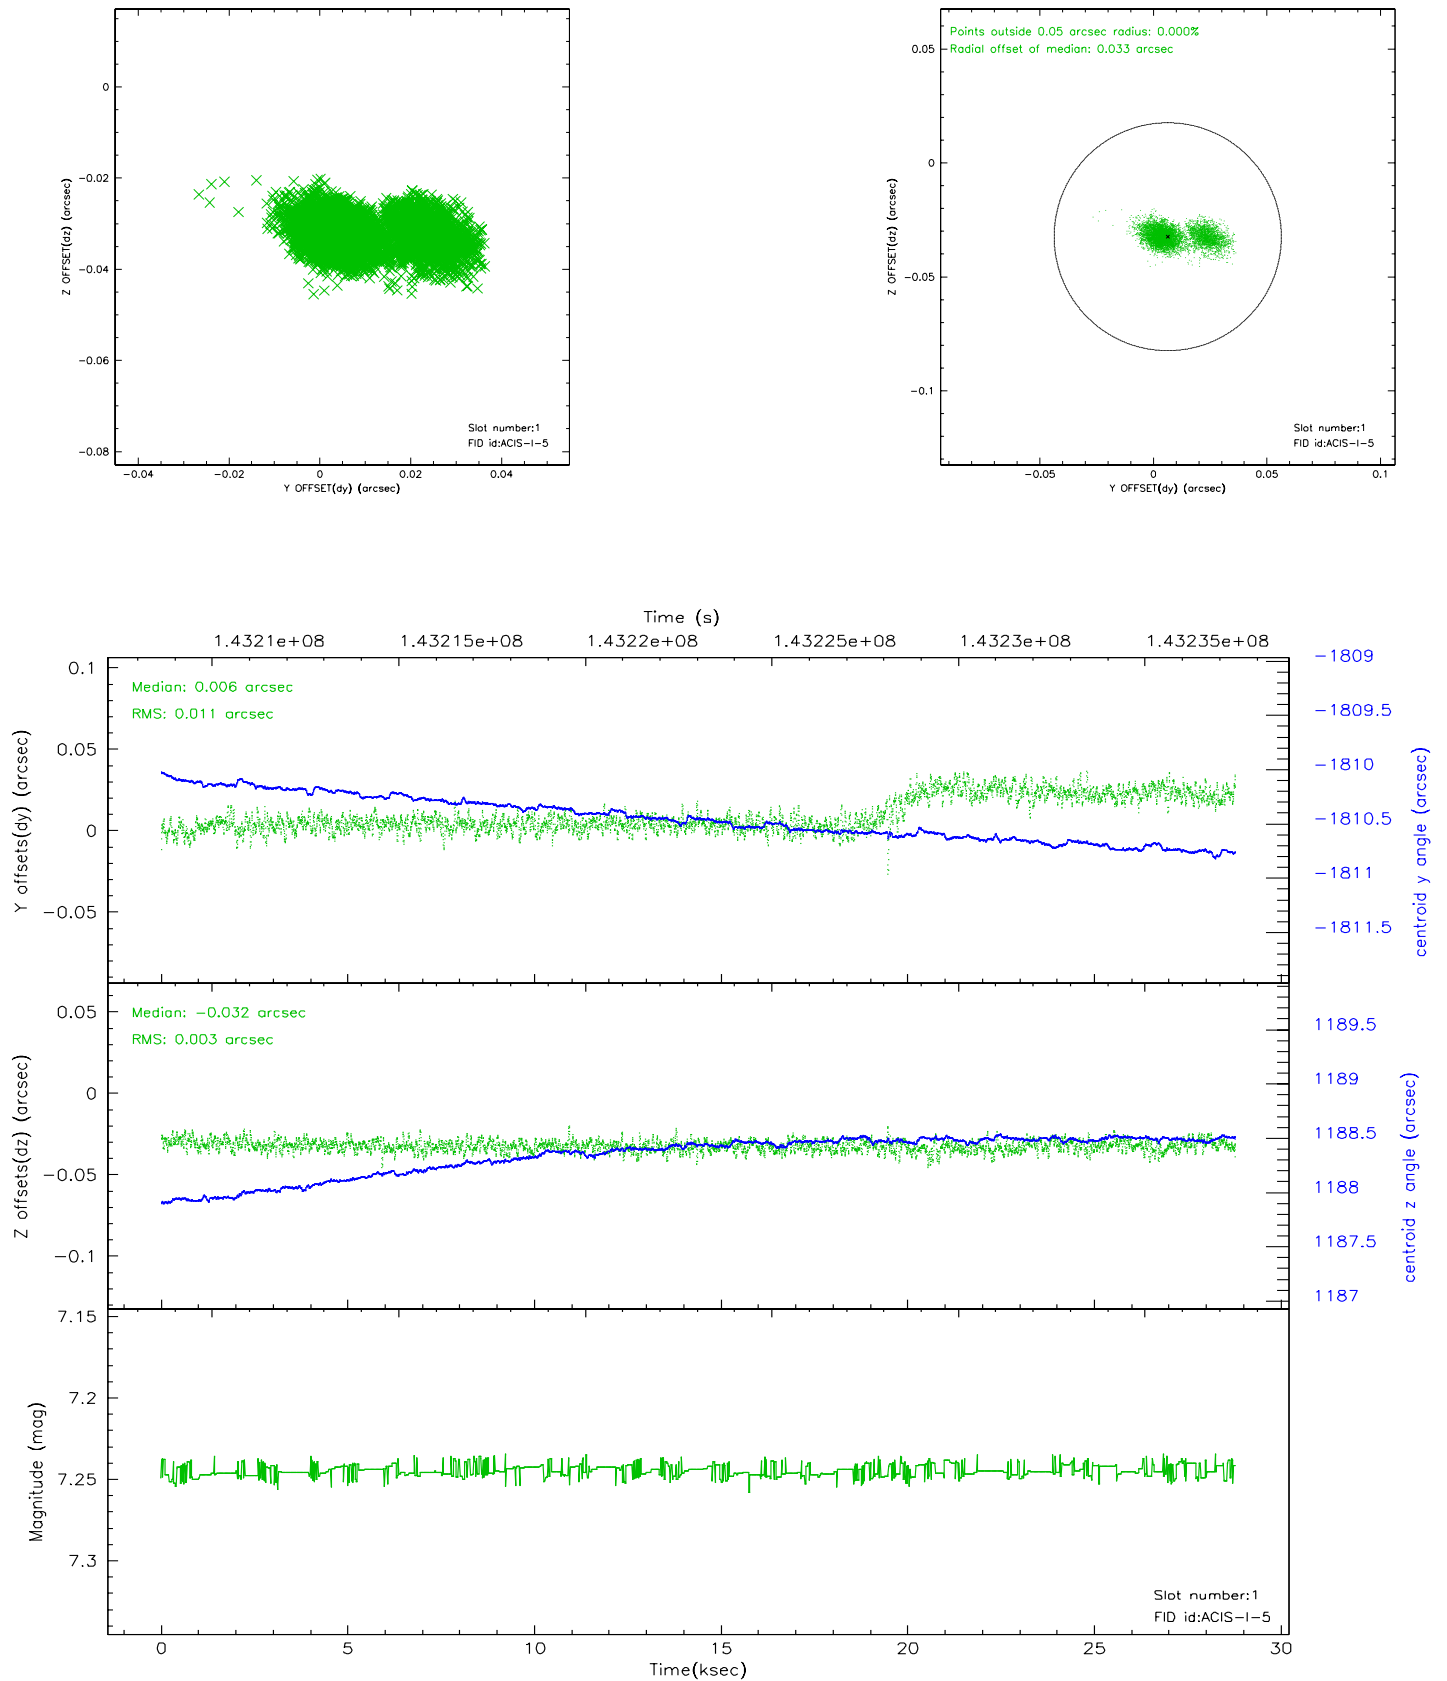 0
−0.02
−0.04
−0.06
−0.08
Z OFFSET(dz) (arcsec)
Slot number:1
FID id:ACIS−I−5
−0.04
−0.02
0
0.02
0.04
Y OFFSET(dy) (arcsec)
Points outside 0.05 arcsec radius: 0.000%
Radial offset of median: 0.033 arcsec
0.05
0
−0.05
−0.1
Z OFFSET(dz) (arcsec)
Slot number:1
FID id:ACIS−I−5
−0.05
0
0.05
0.1
Y OFFSET(dy) (arcsec)
Time (s)
1.4321e+08
1.43215e+08
1.4322e+08
1.43225e+08
1.4323e+08
1.43235e+08
0.1
0.05
0
−0.05
Y offsets(dy) (arcsec)
Median: 0.006 arcsec
RMS: 0.011 arcsec
−1809
−1809.5
−1810
−1810.5
−1811
−1811.5
centroid y angle (arcsec)
0.05
0
−0.05
−0.1
Z offsets(dz) (arcsec)
Median: −0.032 arcsec
RMS: 0.003 arcsec
1189.5
1189
1188.5
1188
1187.5
1187
centroid z angle (arcsec)
7.15
7.2
7.25
7.3
Magnitude (mag)
Slot number:1
FID id:ACIS−I−5
0
5
10
15
20
25
30
Time(ksec)